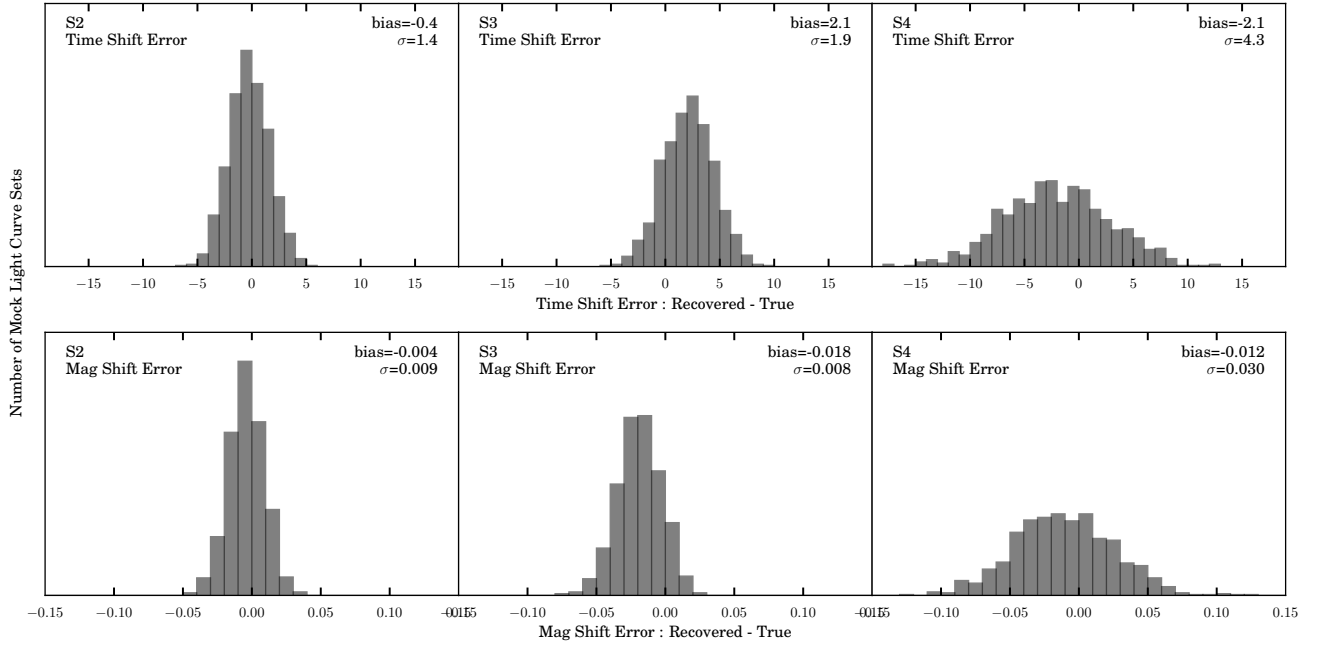 Number of Mock Light Curve Sets
S2 bias=-0.4
Time Shift Error σ=1.4
S3 bias=2.1
Time Shift Error σ=1.9
S4 bias=-2.1
Time Shift Error σ=4.3
−15 −10 −5 0 5 10 15
−15 −10 −5 0 5 10 15
−15 −10 −5 0 5 10 15
Time Shift Error : Recovered - True
S2 bias=-0.004
Mag Shift Error σ=0.009
S3 bias=-0.018
Mag Shift Error σ=0.008
S4 bias=-0.012
Mag Shift Error σ=0.030
−0.15 −0.10 −0.05 0.00 0.05 0.10
−0.10 −0.05 0.00 0.05 0.10
−0.10 −0.05 0.00 0.05 0.10 0.15
Mag Shift Error : Recovered - True